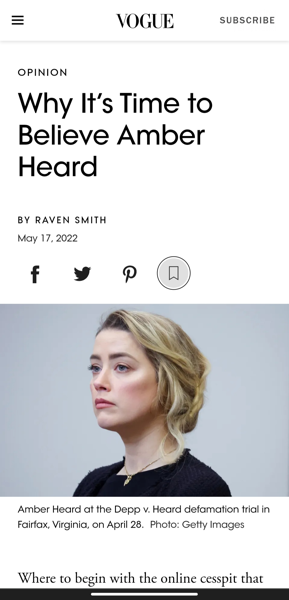 VOGUE
SUBSCRIBE
OPINION
Why It's Time to
Believe Amber
Heard
BY RAVEN SMITH
May 17, 2022
Amber Heard at the Depp v. Heard defamation trial in
Fairfax, Virginia, on April 28. Photo: Getty Images
Where to begin with the online cesspit that